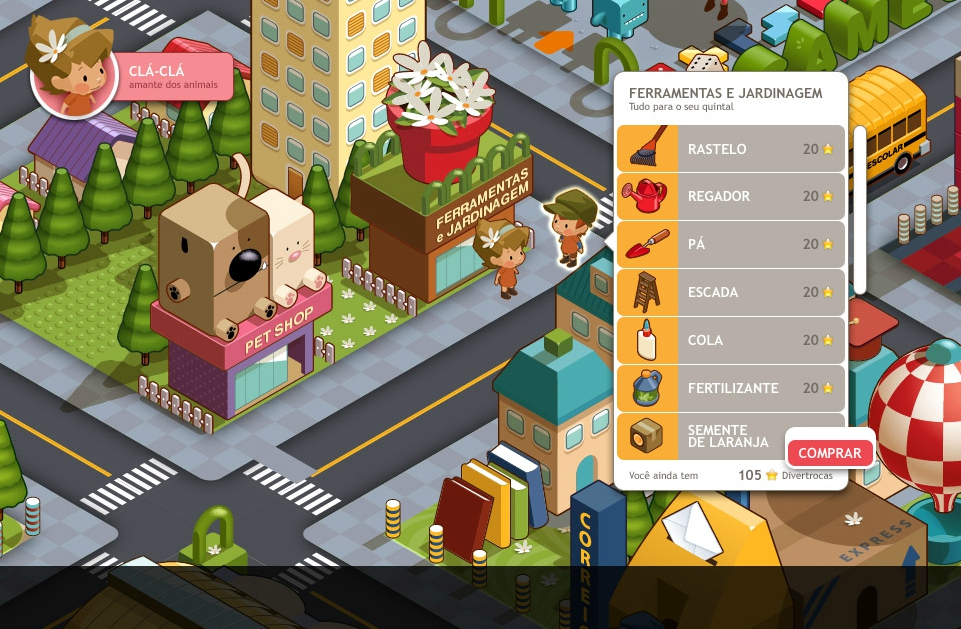 CLÁ-CLÁ
amante dos animais
FERRAMENTAS E JARDINAGEM
Tudo para o seu quintal
RASTELO 20
REGADOR 20
PÁ 20
ESCADA 20
COLA 20
FERTILIZANTE 20
SEMENTE
DE LARANJA
COMPRAR
Você ainda tem 105 Divertrocas
FERRAMENTAS
e JARDINAGEM
PET SHOP
ESCOLAR
GAME
CORREIO
EXPRESS